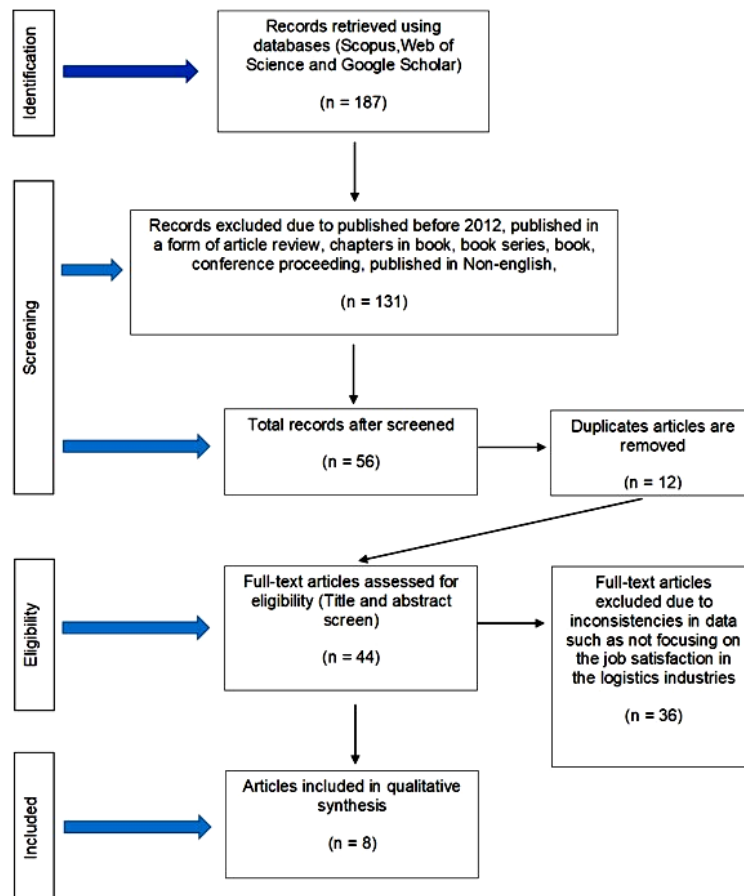 Identification
Records retrieved using
databases (Scopus,Web of
Science and Google Scholar)
(n = 187)
Screening
Records excluded due to published before 2012, published in
a form of article review, chapters in book, book series, book,
conference proceeding, published in Non-english,
(n = 131)
Total records after screened
(n = 56)
Duplicates articles are
removed
(n = 12)
Eligibility
Full-text articles assessed for
eligibility (Title and abstract
screen)
(n = 44)
Full-text articles
excluded due to
inconsistencies in data
such as not focusing on
the job satisfaction in
the logistics industries
(n = 36)
Included
Articles included in qualitative
synthesis
(n = 8)